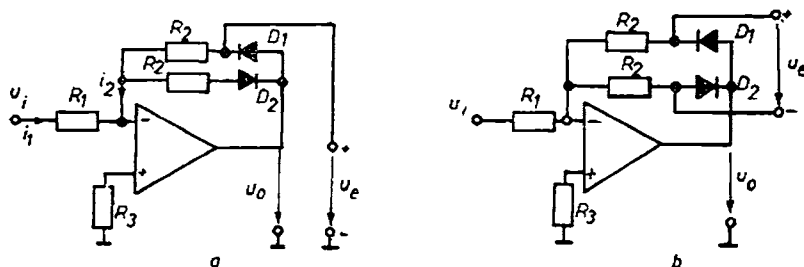 R2
D1
R2
D2
i2
ui
R1
i1
-
+
R3
uo
+
ue
-
a
R2
D1
R2
D2
+
ue
-
ui
R1
-
+
R3
uo
b